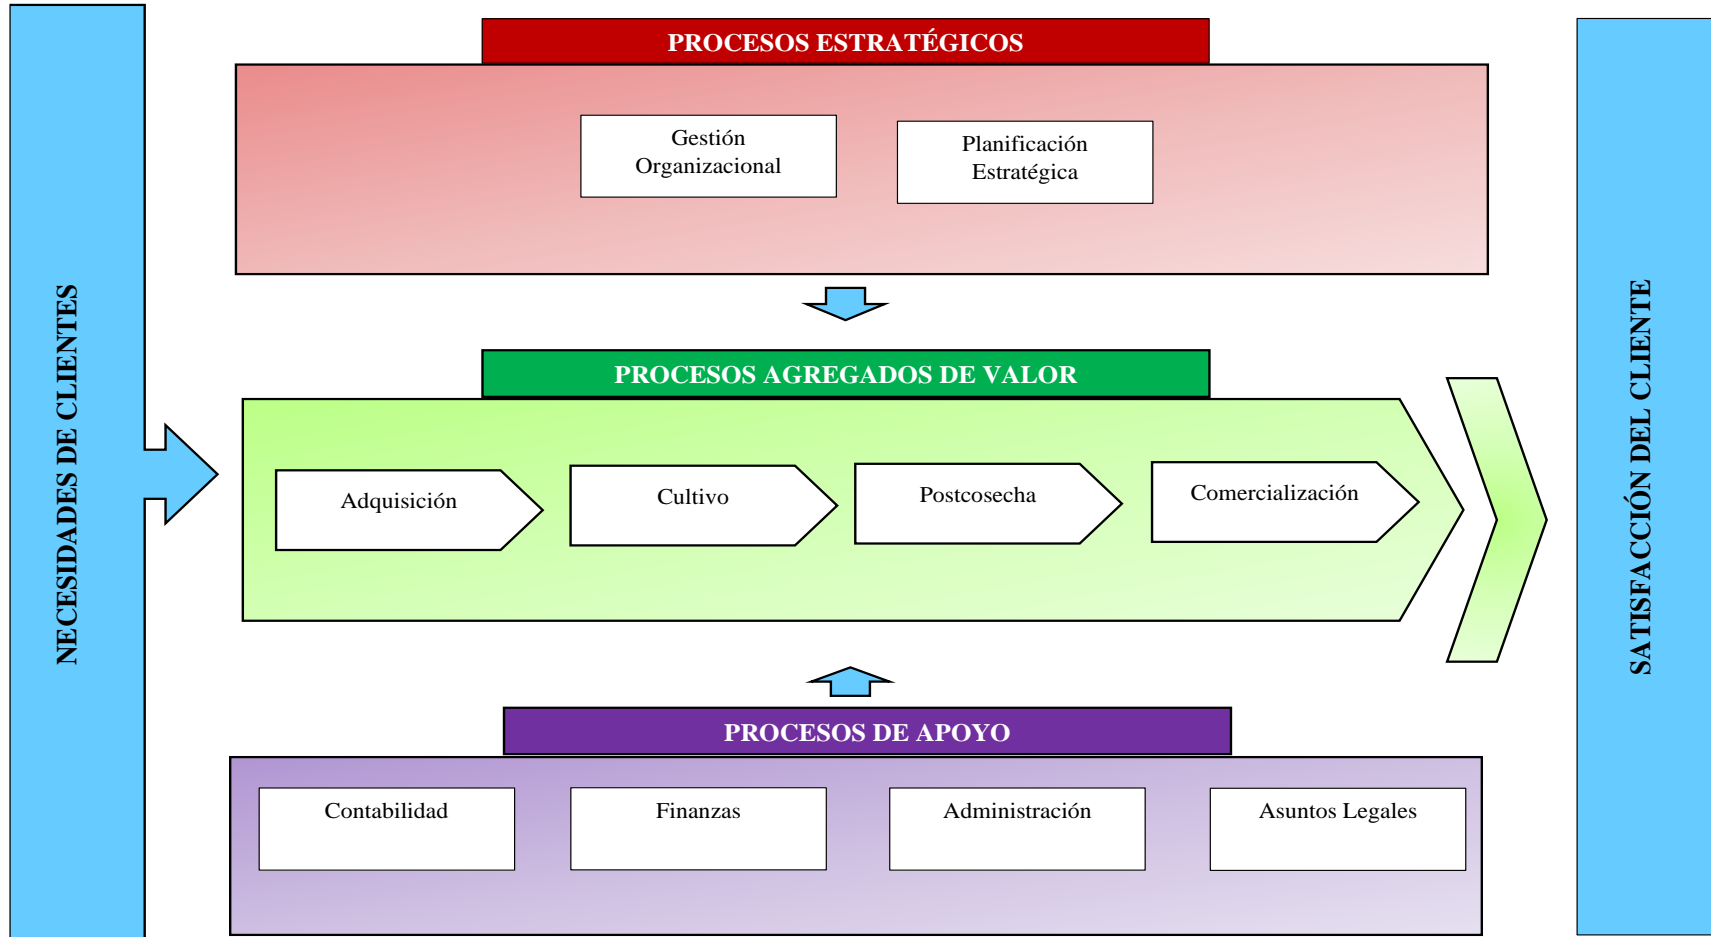 NECESIDADES DE CLIENTES
PROCESOS ESTRATÉGICOS
Gestión
Organizacional
Planificación
Estratégica
PROCESOS AGREGADOS DE VALOR
Adquisición
Cultivo
Postcosecha
Comercialización
PROCESOS DE APOYO
Contabilidad
Finanzas
Administración
Asuntos Legales
SATISFACCIÓN DEL CLIENTE